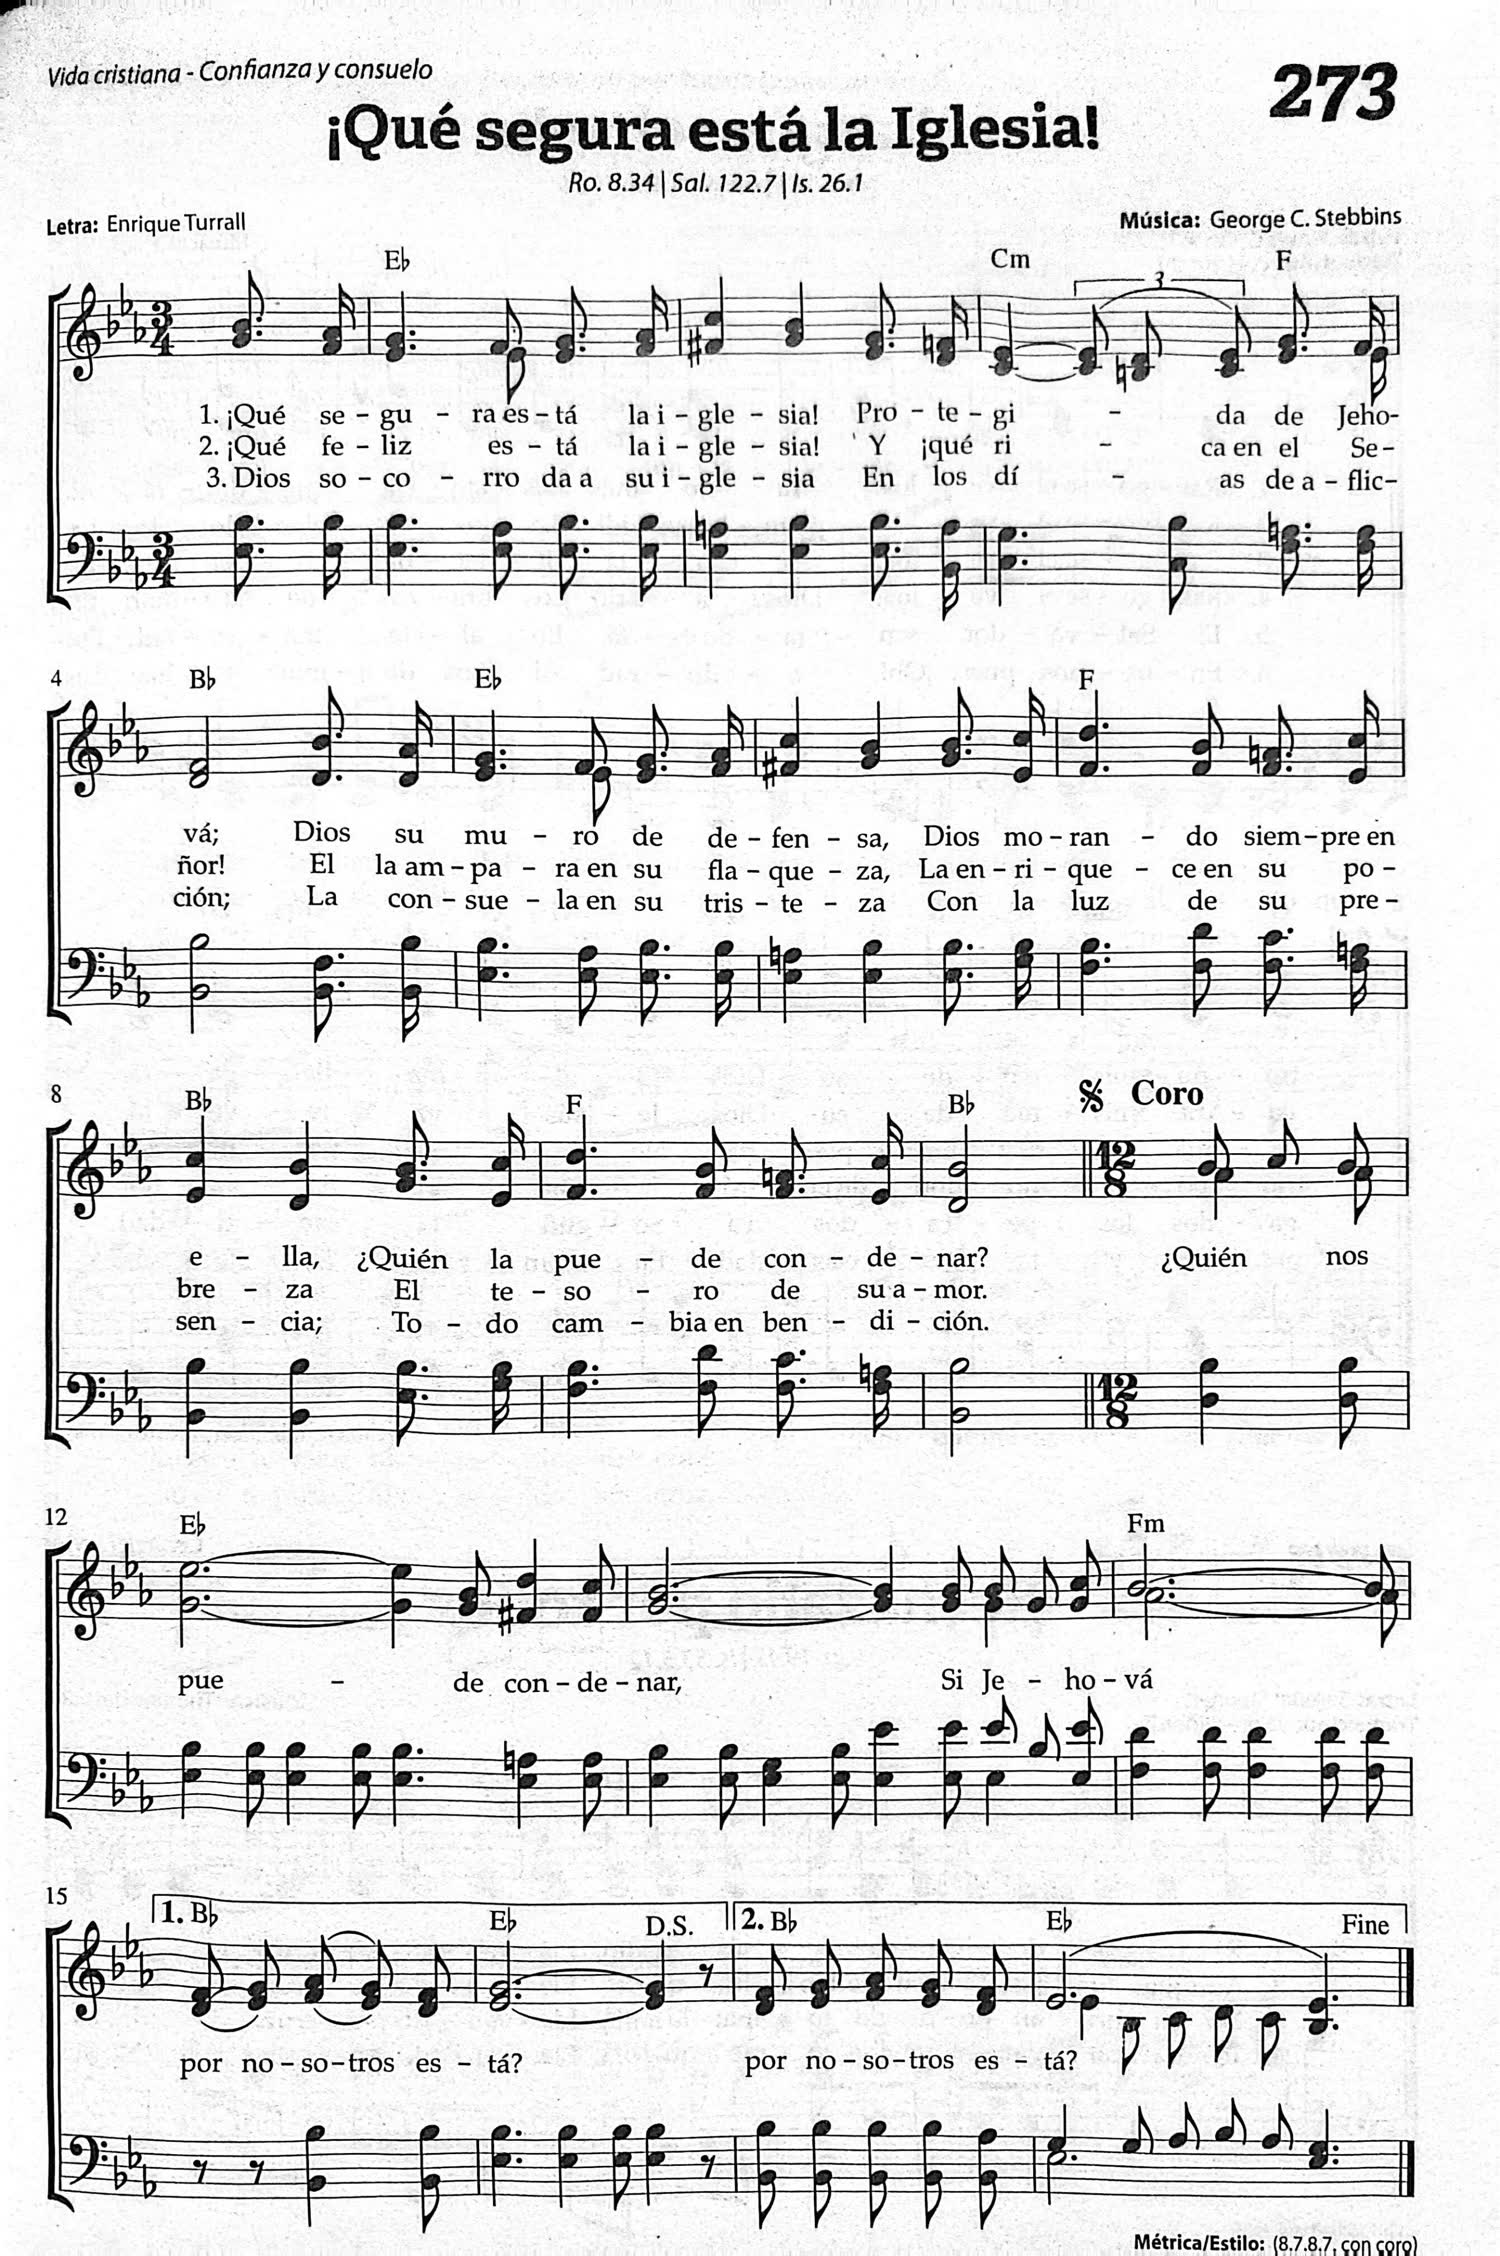 Vida cristiana - Confianza y consuelo
273
¡Qué segura está la Iglesia!
Ro. 8.34 | Sal. 122.7 | Is. 26.1
Letra: Enrique Turrall
Música: George C. Stebbins
E♭ Cm F
3
3/4
1. ¡Qué se – gu – ra es – tá la i – gle – sia! Pro – te – gi – da de Jeho-
2. ¡Qué fe – liz es – tá la i – gle – sia! Y ¡qué ri – ca en el Se –
3. Dios so – co – rro da a su i – gle – sia En los dí – as de a – flic-
3/4
4
B♭ E♭ F
vá; Dios su mu – ro de de – fen – sa, Dios mo – ran – do siem – pre en
ñor! El la am – pa – ra en su fla – que – za, La en – ri – que – ce en su po –
ción; La con – sue – la en su tris – te – za Con la luz de su pre –
8
B♭ F B♭ Coro
12/8
e – lla, ¿Quién la pue – de con – de – nar? ¿Quién nos
bre – za El te – so – ro de su a – mor.
sen – cia; To – do cam – bia en ben – di – ción.
12/8
12
E♭ Fm
pue – de con – de – nar, Si Je – ho – vá
15
1. B♭ E♭ D.S. 2. B♭ E♭ Fine
por no – so – tros es – tá? por no – so – tros es – tá?
Métrica/Estilo: (8.7.8.7. con coro)